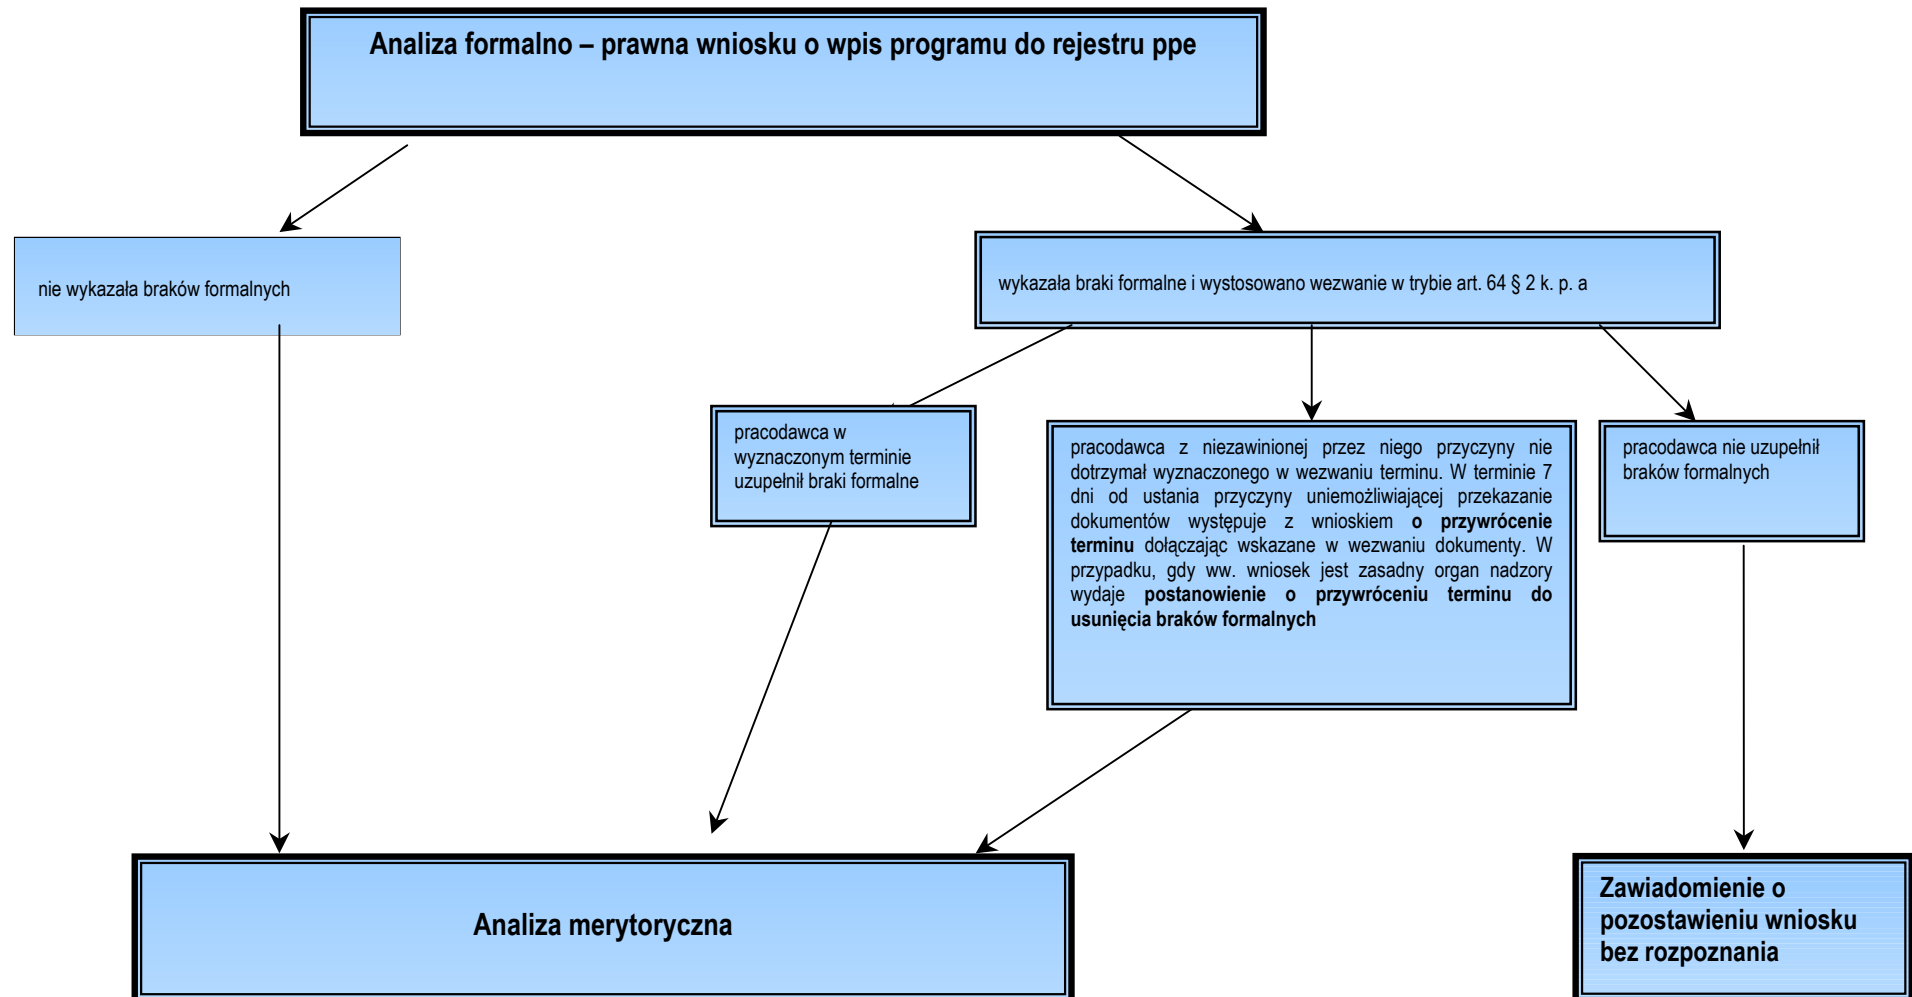 Analiza formalno – prawna wniosku o wpis programu do rejestru ppe
nie wykazała braków formalnych
wykazała braki formalne i wystosowano wezwanie w trybie art. 64 § 2 k. p. a
pracodawca w
wyznaczonym terminie
uzupełnił braki formalne
pracodawca z niezawinionej przez niego przyczyny nie
dotrzymał wyznaczonego w wezwaniu terminu. W terminie 7
dni od ustania przyczyny uniemożliwiającej przekazanie
dokumentów występuje z wnioskiem o przywrócenie
terminu dołączając wskazane w wezwaniu dokumenty. W
przypadku, gdy ww. wniosek jest zasadny organ nadzory
wydaje postanowienie o przywróceniu terminu do
usunięcia braków formalnych
pracodawca nie uzupełnił
braków formalnych
Analiza merytoryczna
Zawiadomienie o
pozostawieniu wniosku
bez rozpoznania